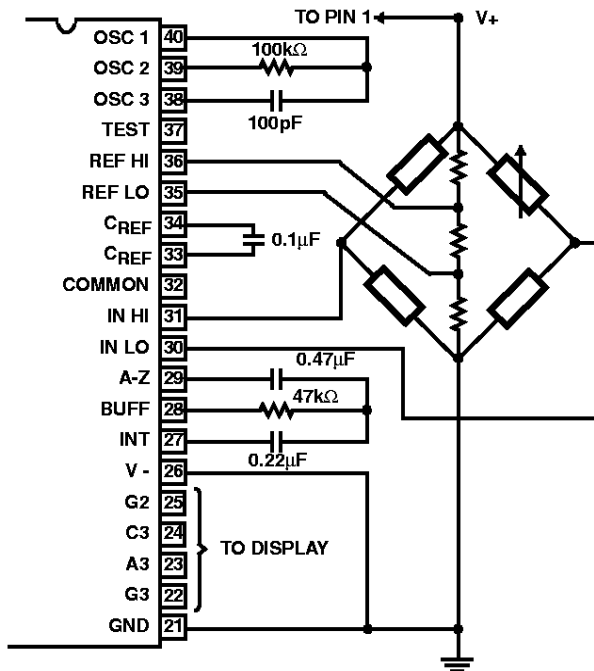 TO PIN 1 V+
OSC 1 40
100kΩ
OSC 2 39
OSC 3 38
100pF
TEST 37
REF HI 36
REF LO 35
CREF 34
0.1µF
CREF 33
COMMON 32
IN HI 31
IN LO 30
0.47µF
A-Z 29
47kΩ
BUFF 28
INT 27
0.22µF
V - 26
G2 25
C3 24
TO DISPLAY
A3 23
G3 22
GND 21